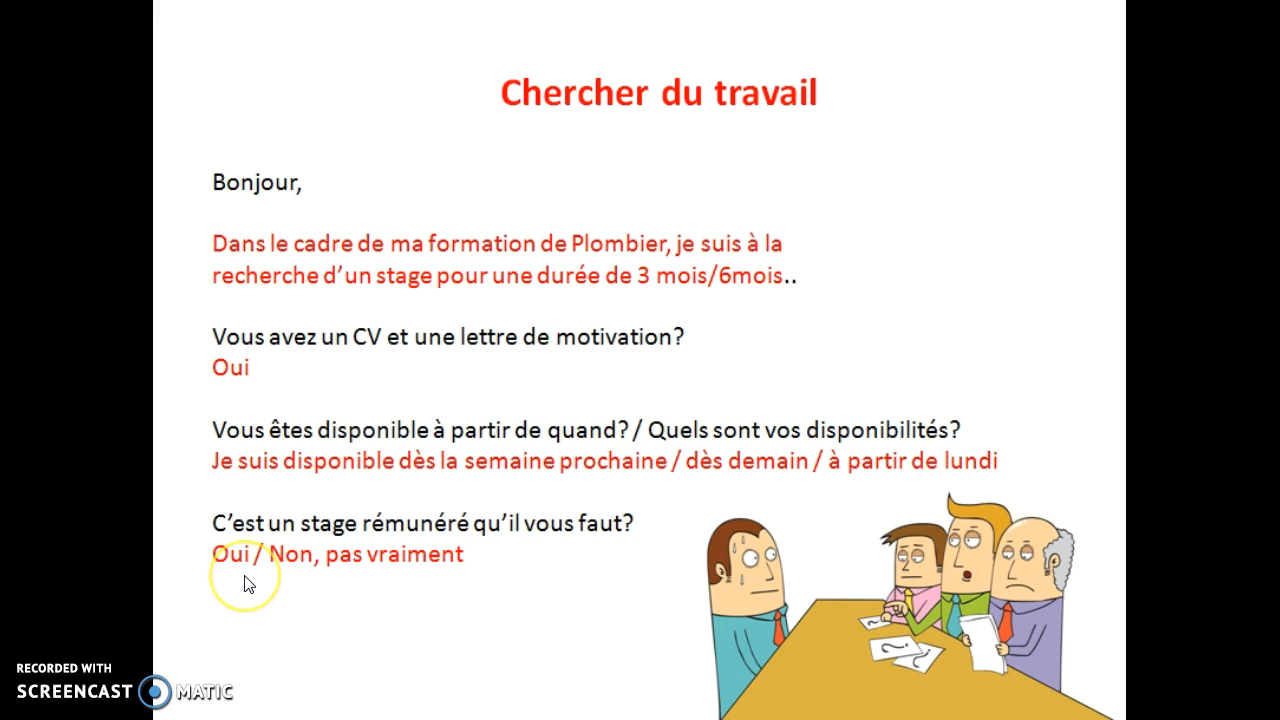 Chercher du travail
Bonjour,
Dans le cadre de ma formation de Plombier, je suis à la
recherche d’un stage pour une durée de 3 mois/6mois..
Vous avez un CV et une lettre de motivation?
Oui
Vous êtes disponible à partir de quand? / Quels sont vos disponibilités?
Je suis disponible dès la semaine prochaine / dès demain / à partir de lundi
C’est un stage rémunéré qu’il vous faut?
Oui / Non, pas vraiment
?
?
?
RECORDED WITH
SCREENCAST MATIC